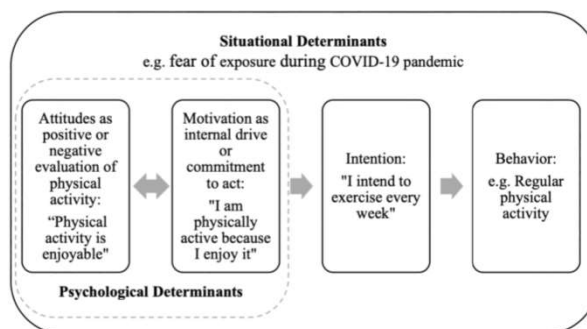 Situational Determinants
e.g. fear of exposure during COVID-19 pandemic
Attitudes as
positive or
negative
evaluation of
physical
activity:
“Physical
activity is
enjoyable"
Motivation as
internal drive
or
commitment
to act:
"I am
physically
active because
I enjoy it"
Intention:
"I intend to
exercise every
week"
Behavior:
e.g. Regular
physical
activity
Psychological Determinants